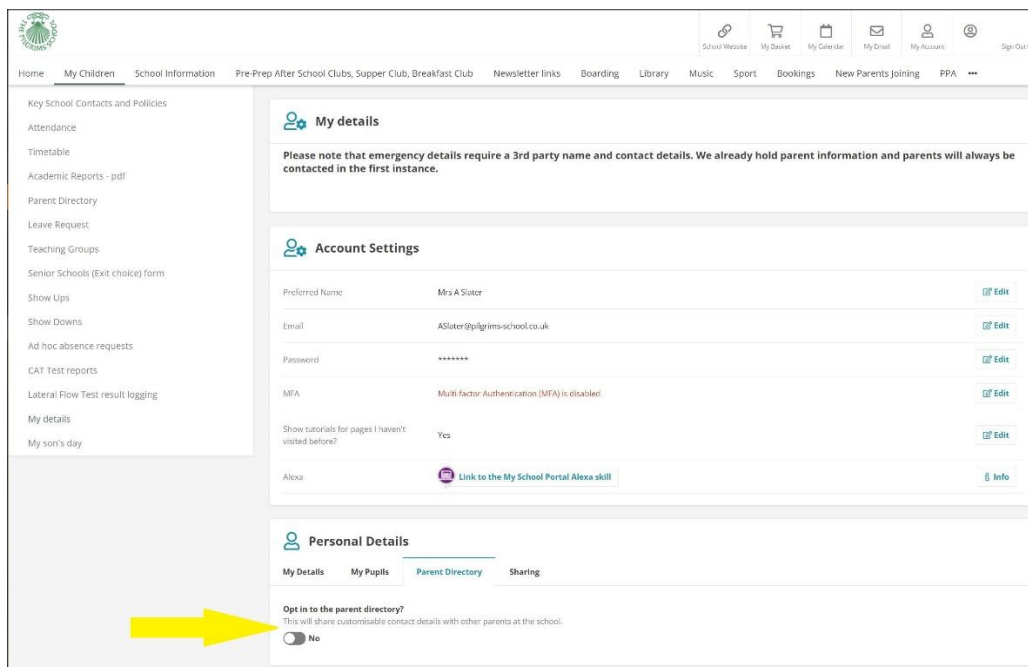 THE PILGRIMS' SCHOOL
School Website
My Basket
My Calendar
My Email
My Account
Sign Out
Home
My Children
School Information
Pre-Prep After School Clubs, Supper Club, Breakfast Club
Newsletter links
Boarding
Library
Music
Sport
Bookings
New Parents Joining
PPA
•••
Key School Contacts and Poliicies
Attendance
Timetable
Academic Reports - pdf
Parent Directory
Leave Request
Teaching Groups
Senior Schools (Exit choice) form
Show Ups
Show Downs
Ad hoc absence requests
CAT Test reports
Lateral Flow Test result logging
My details
My son's day
My details
Please note that emergency details require a 3rd party name and contact details. We already hold parent information and parents will always be
contacted in the first instance.
Account Settings
Preferred Name
Mrs A Slater
Edit
Email
ASlater@pilgrims-school.co.uk
Edit
Password
*******
Edit
MFA
Multi-factor Authentication (MFA) is disabled
Edit
Show tutorials for pages I haven't
visited before?
Yes
Edit
Alexa
Link to the My School Portal Alexa skill
Info
Personal Details
My Details
My Pupils
Parent Directory
Sharing
Opt in to the parent directory?
This will share customisable contact details with other parents at the school.
No